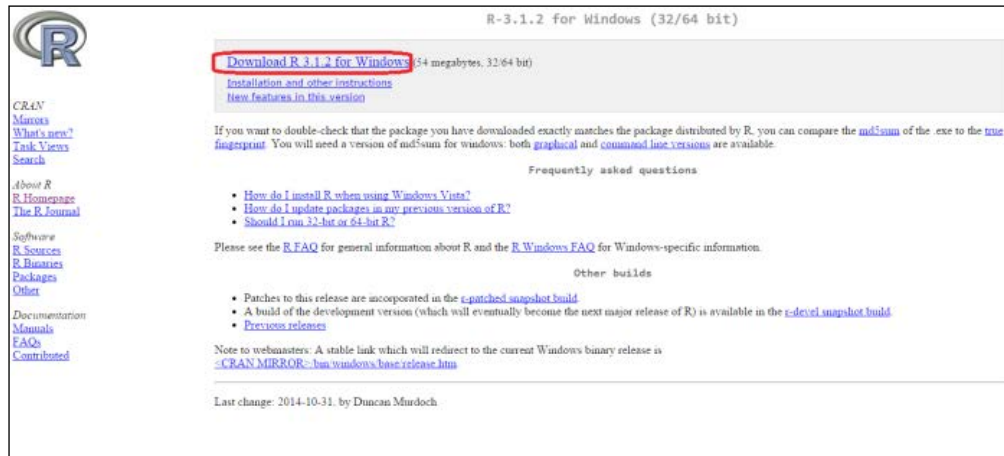 R
CRAN
Mirrors
What's new?
Task Views
Search
About R
R Homepage
The R Journal
Software
R Sources
R Binaries
Packages
Other
Documentation
Manuals
FAQs
Contributed
R-3.1.2 for Windows (32/64 bit)
Download R 3.1.2 for Windows (54 megabytes, 32/64 bit)
Installation and other instructions
New features in this version
If you want to double-check that the package you have downloaded exactly matches the package distributed by R, you can compare the md5sum of the .exe to the true
fingerprint. You will need a version of md5sum for windows: both graphical and command line versions are available.
Frequently asked questions
• How do I install R when using Windows Vista?
• How do I update packages in my previous version of R?
• Should I run 32-bit or 64-bit R?
Please see the R FAQ for general information about R and the R Windows FAQ for Windows-specific information.
Other builds
• Patches to this release are incorporated in the r-patched snapshot build.
• A build of the development version (which will eventually become the next major release of R) is available in the r-devel snapshot build.
• Previous releases
Note to webmasters: A stable link which will redirect to the current Windows binary release is
<CRAN MIRROR>/bin/windows/base/release.htm.
Last change: 2014-10-31, by Duncan Murdoch